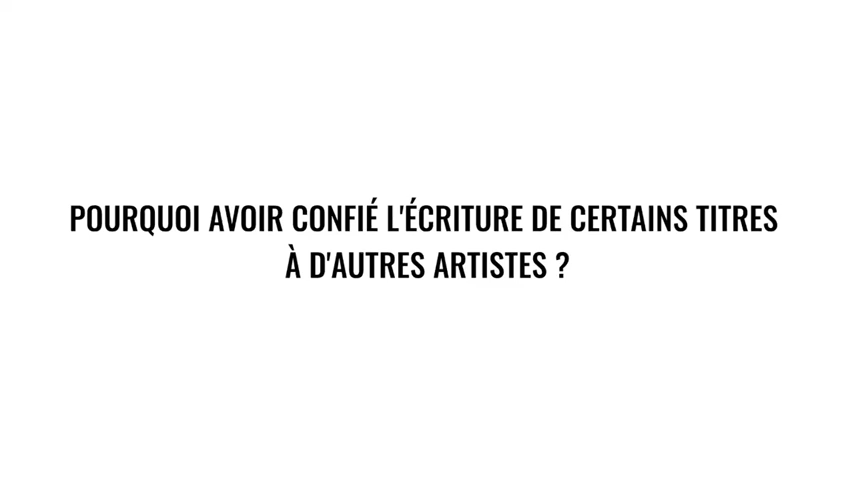 POURQUOI AVOIR CONFIÉ L'ÉCRITURE DE CERTAINS TITRES
À D'AUTRES ARTISTES ?